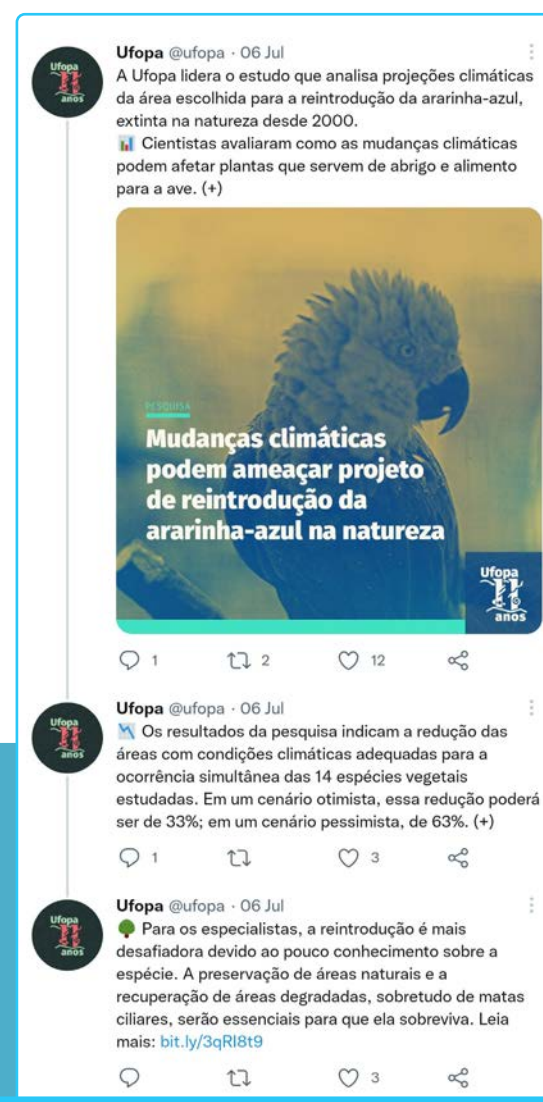 Ufopa
11
anos
Ufopa @ufopa · 06 Jul
A Ufopa lidera o estudo que analisa projeções climáticas
da área escolhida para a reintrodução da ararinha-azul,
extinta na natureza desde 2000.
📊 Cientistas avaliaram como as mudanças climáticas
podem afetar plantas que servem de abrigo e alimento
para a ave. (+)
PESQUISA
Mudanças climáticas
podem ameaçar projeto
de reintrodução da
ararinha-azul na natureza
Ufopa
11
anos
1 2 12
Ufopa
11
anos
Ufopa @ufopa · 06 Jul
📉 Os resultados da pesquisa indicam a redução das
áreas com condições climáticas adequadas para a
ocorrência simultânea das 14 espécies vegetais
estudadas. Em um cenário otimista, essa redução poderá
ser de 33%; em um cenário pessimista, de 63%. (+)
1 3
Ufopa
11
anos
Ufopa @ufopa · 06 Jul
🌳 Para os especialistas, a reintrodução é mais
desafiadora devido ao pouco conhecimento sobre a
espécie. A preservação de áreas naturais e a
recuperação de áreas degradadas, sobretudo de matas
ciliares, serão essenciais para que ela sobreviva. Leia
mais: bit.ly/3qRI8t9
3